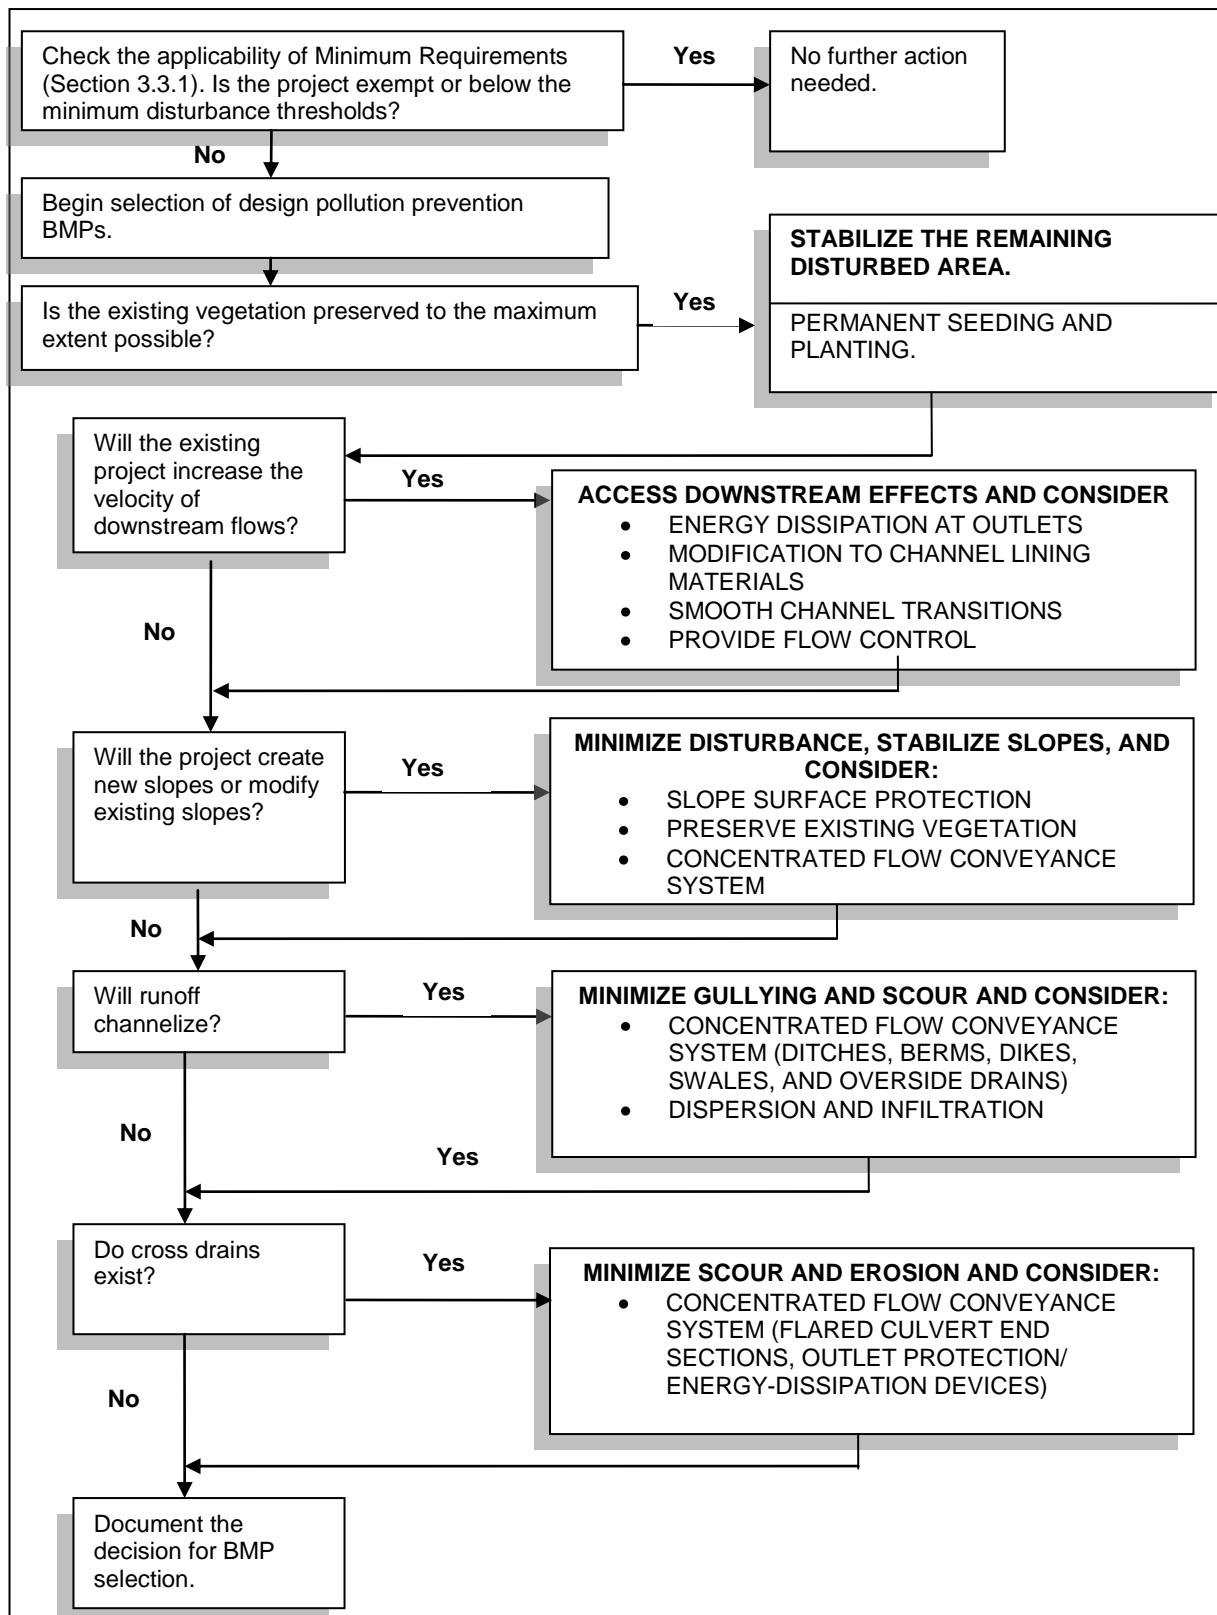 Check the applicability of Minimum Requirements
(Section 3.3.1). Is the project exempt or below the
minimum disturbance thresholds?
Yes
No further action
needed.
No
Begin selection of design pollution prevention
BMPs.
STABILIZE THE REMAINING
DISTURBED AREA.
Is the existing vegetation preserved to the maximum
extent possible?
Yes
PERMANENT SEEDING AND
PLANTING.
Will the existing
project increase the
velocity of
downstream flows?
Yes
ACCESS DOWNSTREAM EFFECTS AND CONSIDER
• ENERGY DISSIPATION AT OUTLETS
• MODIFICATION TO CHANNEL LINING
MATERIALS
• SMOOTH CHANNEL TRANSITIONS
• PROVIDE FLOW CONTROL
No
Will the project create
new slopes or modify
existing slopes?
Yes
MINIMIZE DISTURBANCE, STABILIZE SLOPES, AND
CONSIDER:
• SLOPE SURFACE PROTECTION
• PRESERVE EXISTING VEGETATION
• CONCENTRATED FLOW CONVEYANCE
SYSTEM
No
Will runoff
channelize?
Yes
MINIMIZE GULLYING AND SCOUR AND CONSIDER:
• CONCENTRATED FLOW CONVEYANCE
SYSTEM (DITCHES, BERMS, DIKES,
SWALES, AND OVERSIDE DRAINS)
• DISPERSION AND INFILTRATION
No
Yes
Do cross drains
exist?
Yes
MINIMIZE SCOUR AND EROSION AND CONSIDER:
• CONCENTRATED FLOW CONVEYANCE
SYSTEM (FLARED CULVERT END
SECTIONS, OUTLET PROTECTION/
ENERGY-DISSIPATION DEVICES)
No
Document the
decision for BMP
selection.